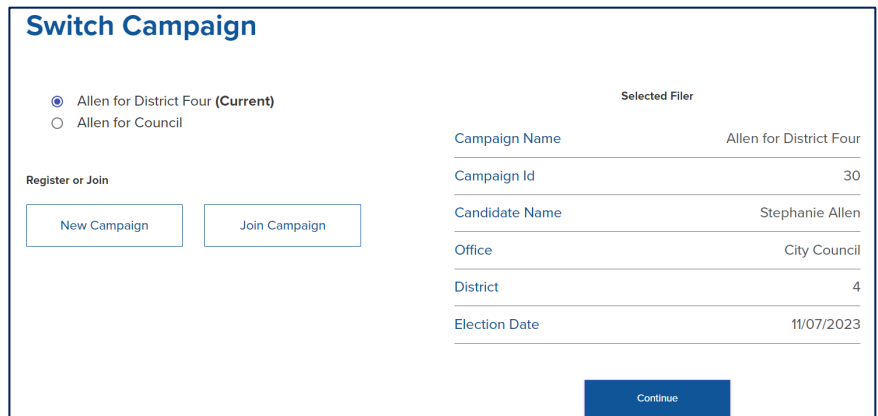 Switch Campaign
Allen for District Four (Current)
Allen for Council
Register or Join
New Campaign
Join Campaign
Selected Filer
Campaign Name Allen for District Four
Campaign Id 30
Candidate Name Stephanie Allen
Office City Council
District 4
Election Date 11/07/2023
Continue